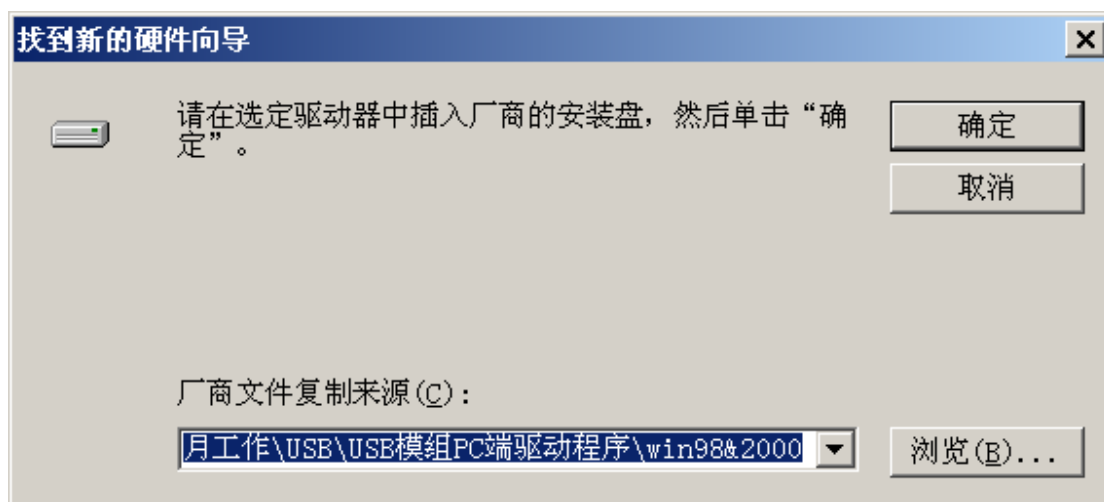 找到新的硬件向导
请在选定驱动器中插入厂商的安装盘，然后单击“确
定”。
确定
取消
厂商文件复制来源(C):
月工作\USB\USB模组PC端驱动程序\win98&2000
浏览(B)...